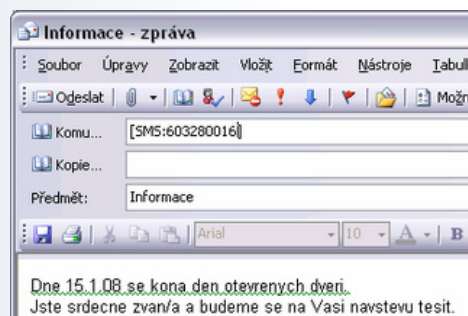 Informace - zpráva
Soubor Úpravy Zobrazit Vložit Formát Nástroje Tabul
Odeslat Možn
Komu... [SMS:603280016]
Kopie...
Předmět: Informace
Arial 10 A B
Dne 15.1.08 se kona den otevrenych dveri.
Jste srdecne zvan/a a budeme se na Vasi navstevu tesit.